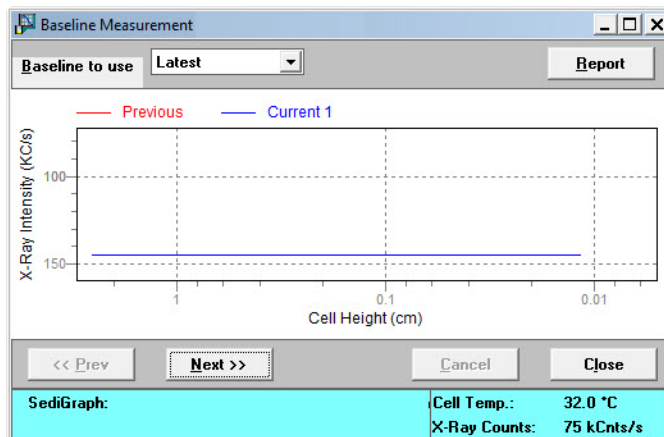 Baseline Measurement
Baseline to use Latest Report
Previous Current 1
X-Ray Intensity (KC/s)
100
150
1 0.1 0.01
Cell Height (cm)
<< Prev Next >> Cancel Close
SediGraph: Cell Temp.: 32.0 °C
X-Ray Counts: 75 kCnts/s